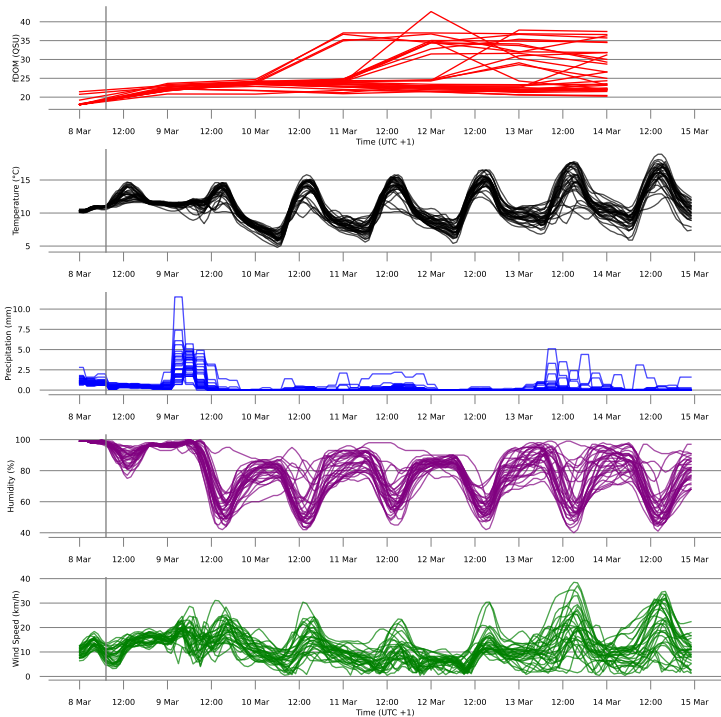 fDOM (QSU)
40
35
30
25
20
8 Mar 12:00 9 Mar 12:00 10 Mar 12:00 11 Mar 12:00 12 Mar 12:00 13 Mar 12:00 14 Mar 12:00 15 Mar
Time (UTC +1)
Temperature (°C)
15
10
5
8 Mar 12:00 9 Mar 12:00 10 Mar 12:00 11 Mar 12:00 12 Mar 12:00 13 Mar 12:00 14 Mar 12:00 15 Mar
Precipitation (mm)
10.0
7.5
5.0
2.5
0.0
8 Mar 12:00 9 Mar 12:00 10 Mar 12:00 11 Mar 12:00 12 Mar 12:00 13 Mar 12:00 14 Mar 12:00 15 Mar
Humidity (%)
100
80
60
40
8 Mar 12:00 9 Mar 12:00 10 Mar 12:00 11 Mar 12:00 12 Mar 12:00 13 Mar 12:00 14 Mar 12:00 15 Mar
Wind Speed (km/h)
40
30
20
10
0
8 Mar 12:00 9 Mar 12:00 10 Mar 12:00 11 Mar 12:00 12 Mar 12:00 13 Mar 12:00 14 Mar 12:00 15 Mar
Time (UTC +1)